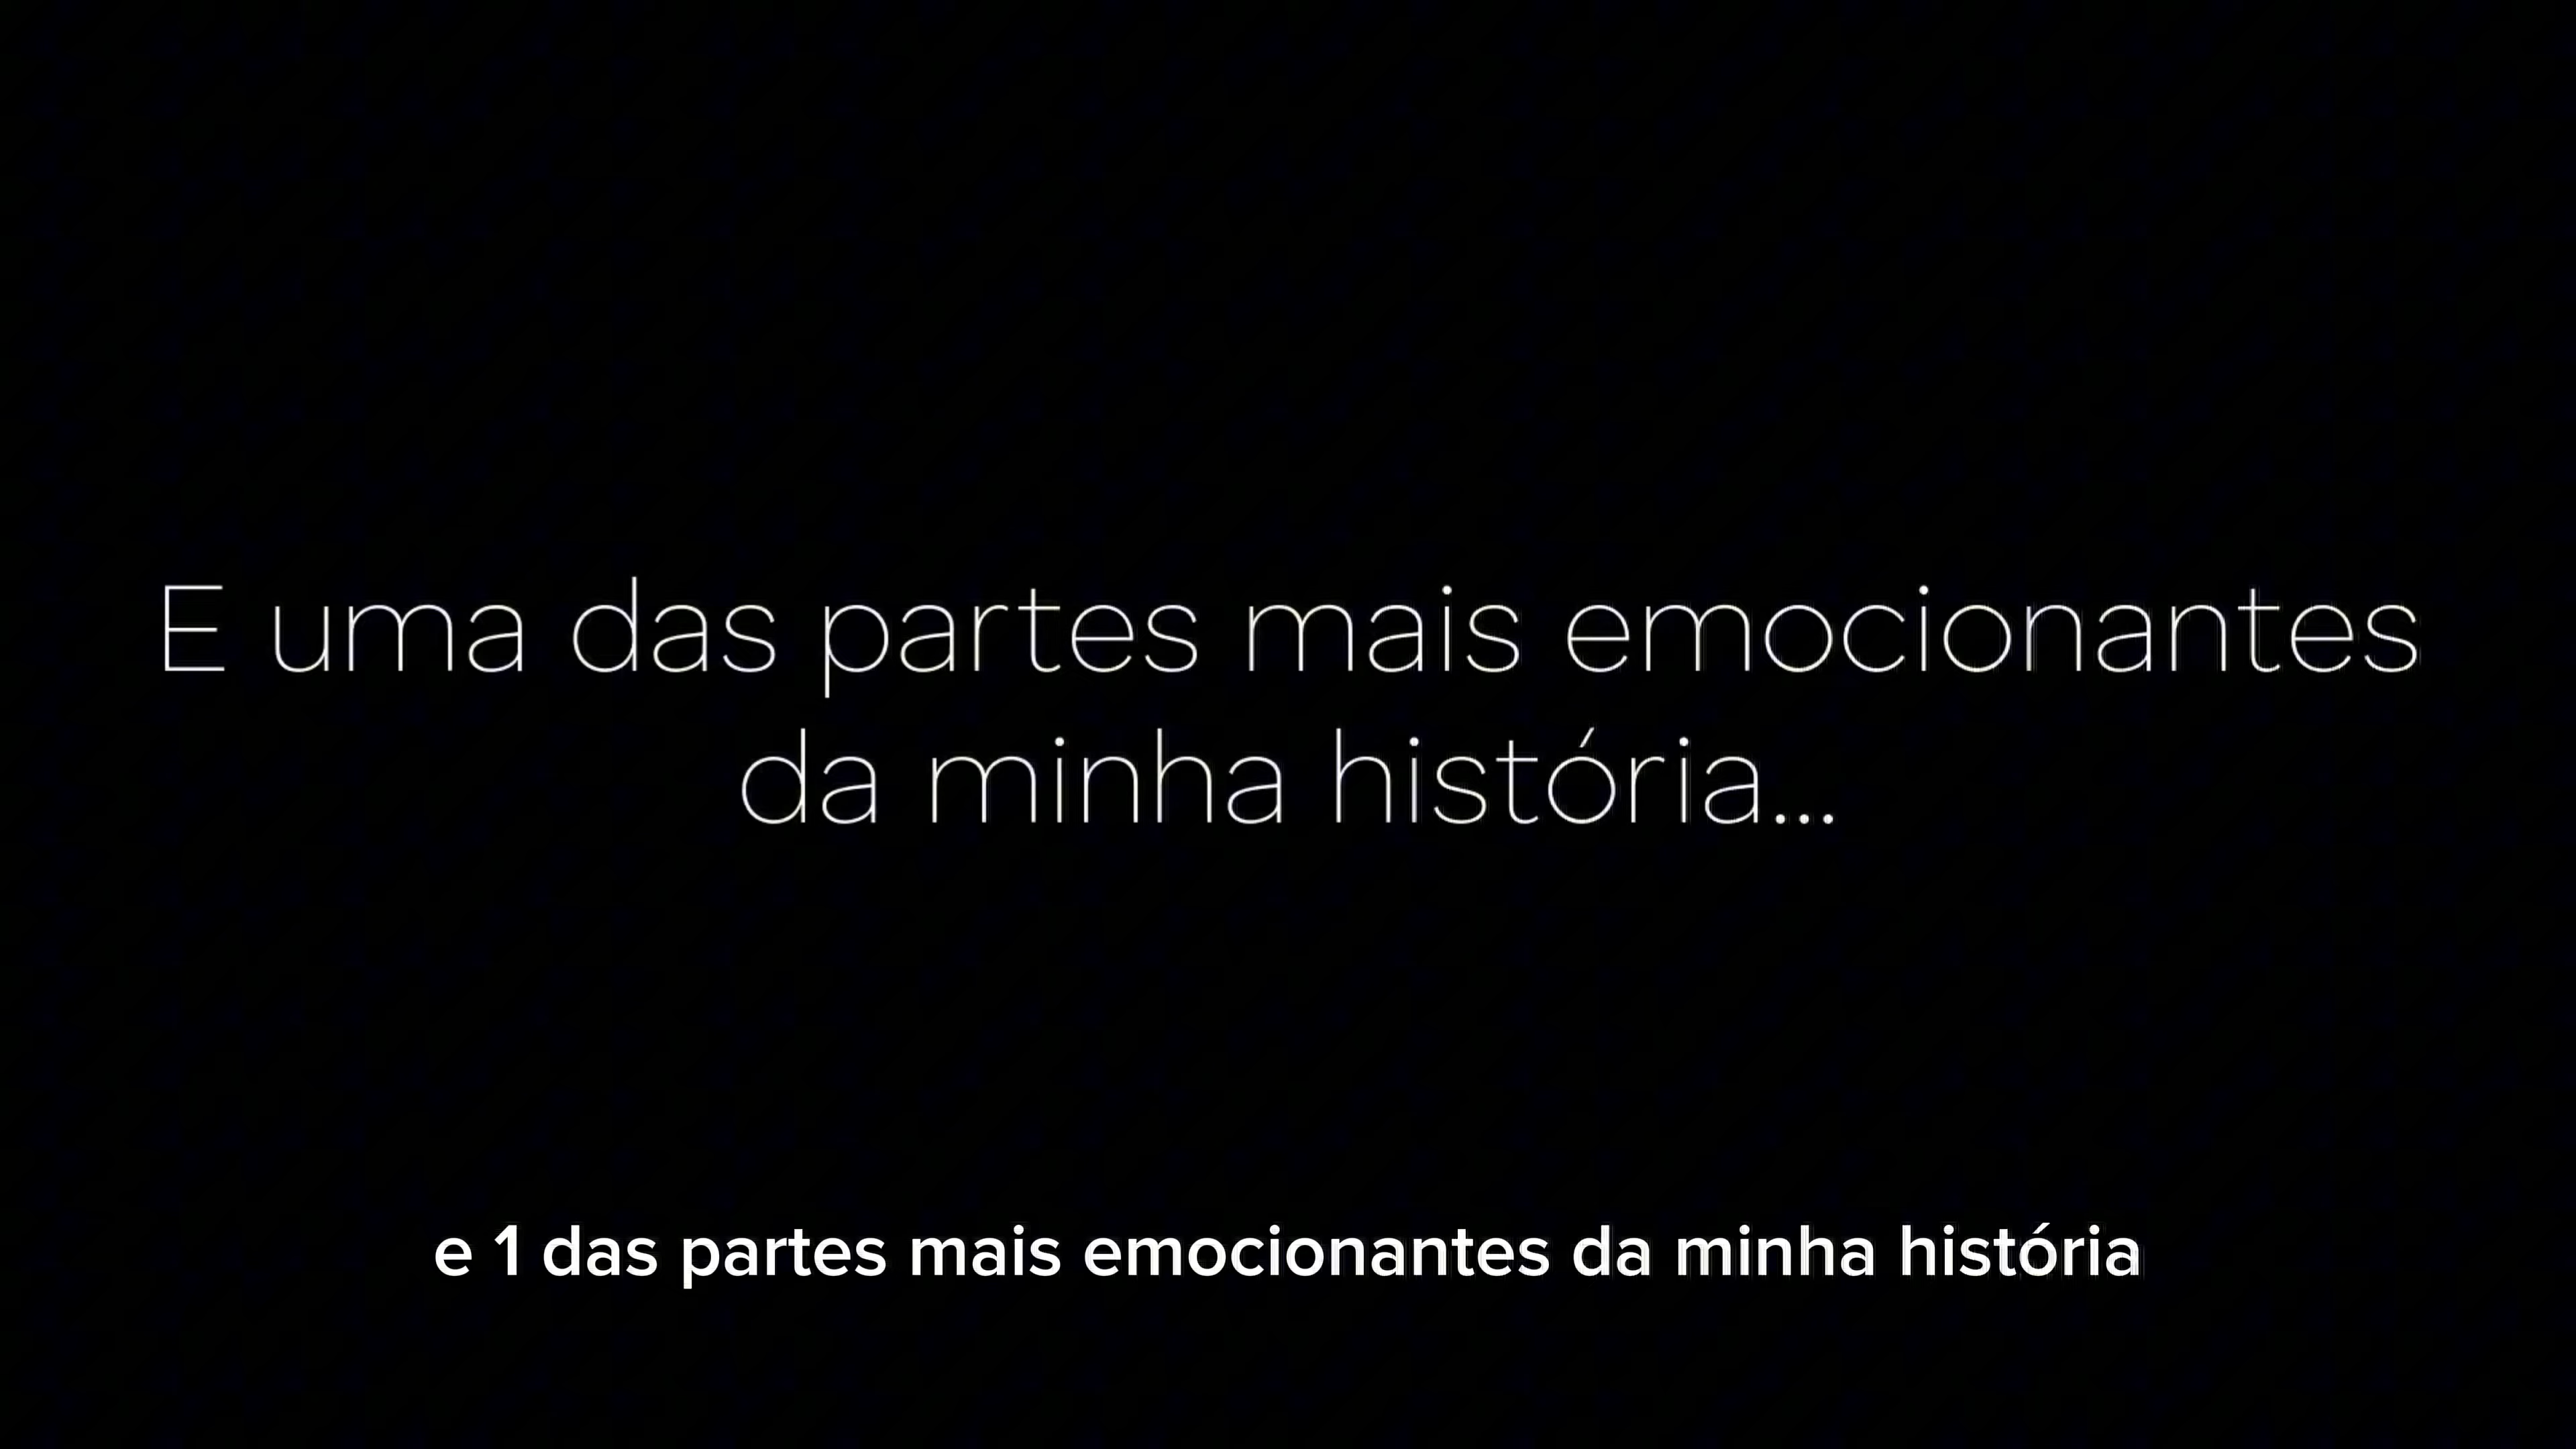 E uma das partes mais emocionantes
da minha história...
e 1 das partes mais emocionantes da minha história